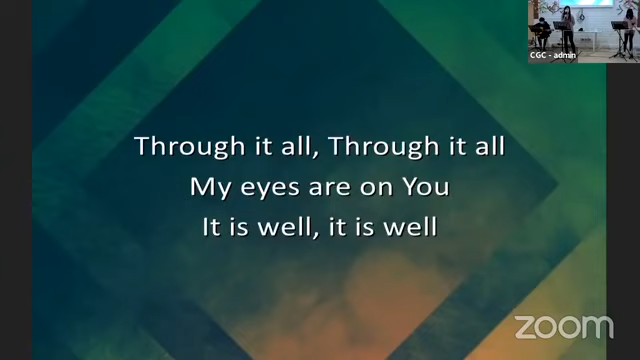 CGC - admin
Through it all, Through it all
My eyes are on You
It is well, it is well
zoom